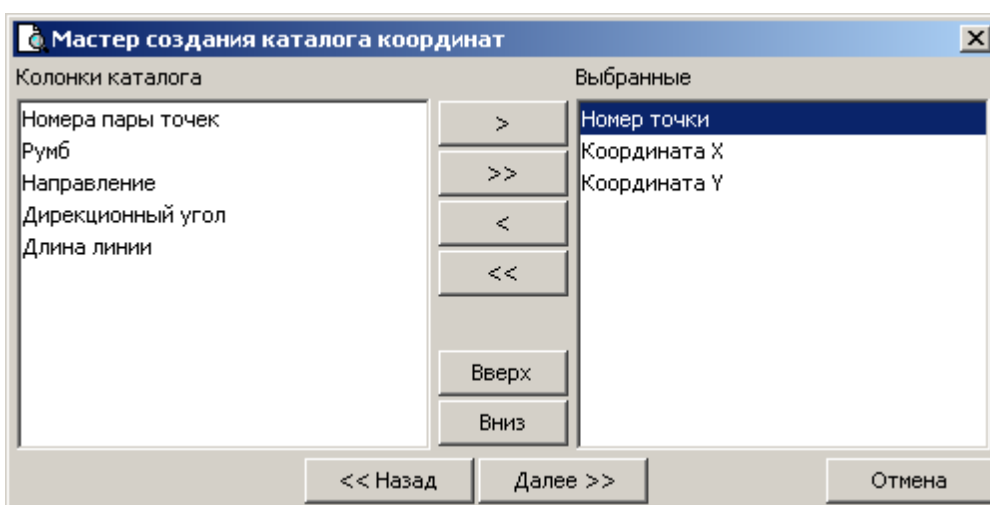 Мастер создания каталога координат
Колонки каталога
Выбранные
Номера пары точек
Румб
Направление
Дирекционный угол
Длина линии
>
>>
<
<<
Вверх
Вниз
Номер точки
Координата X
Координата Y
<< Назад
Далее >>
Отмена